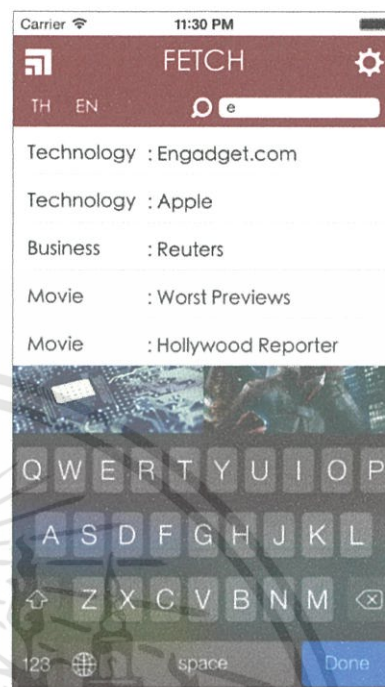 Carrier 11:30 PM
FETCH
TH EN e
Technology : Engadget.com
Technology : Apple
Business : Reuters
Movie : Worst Previews
Movie : Hollywood Reporter
Q W E R T Y U I O P
A S D F G H J K L
Z X C V B N M
123 space Done